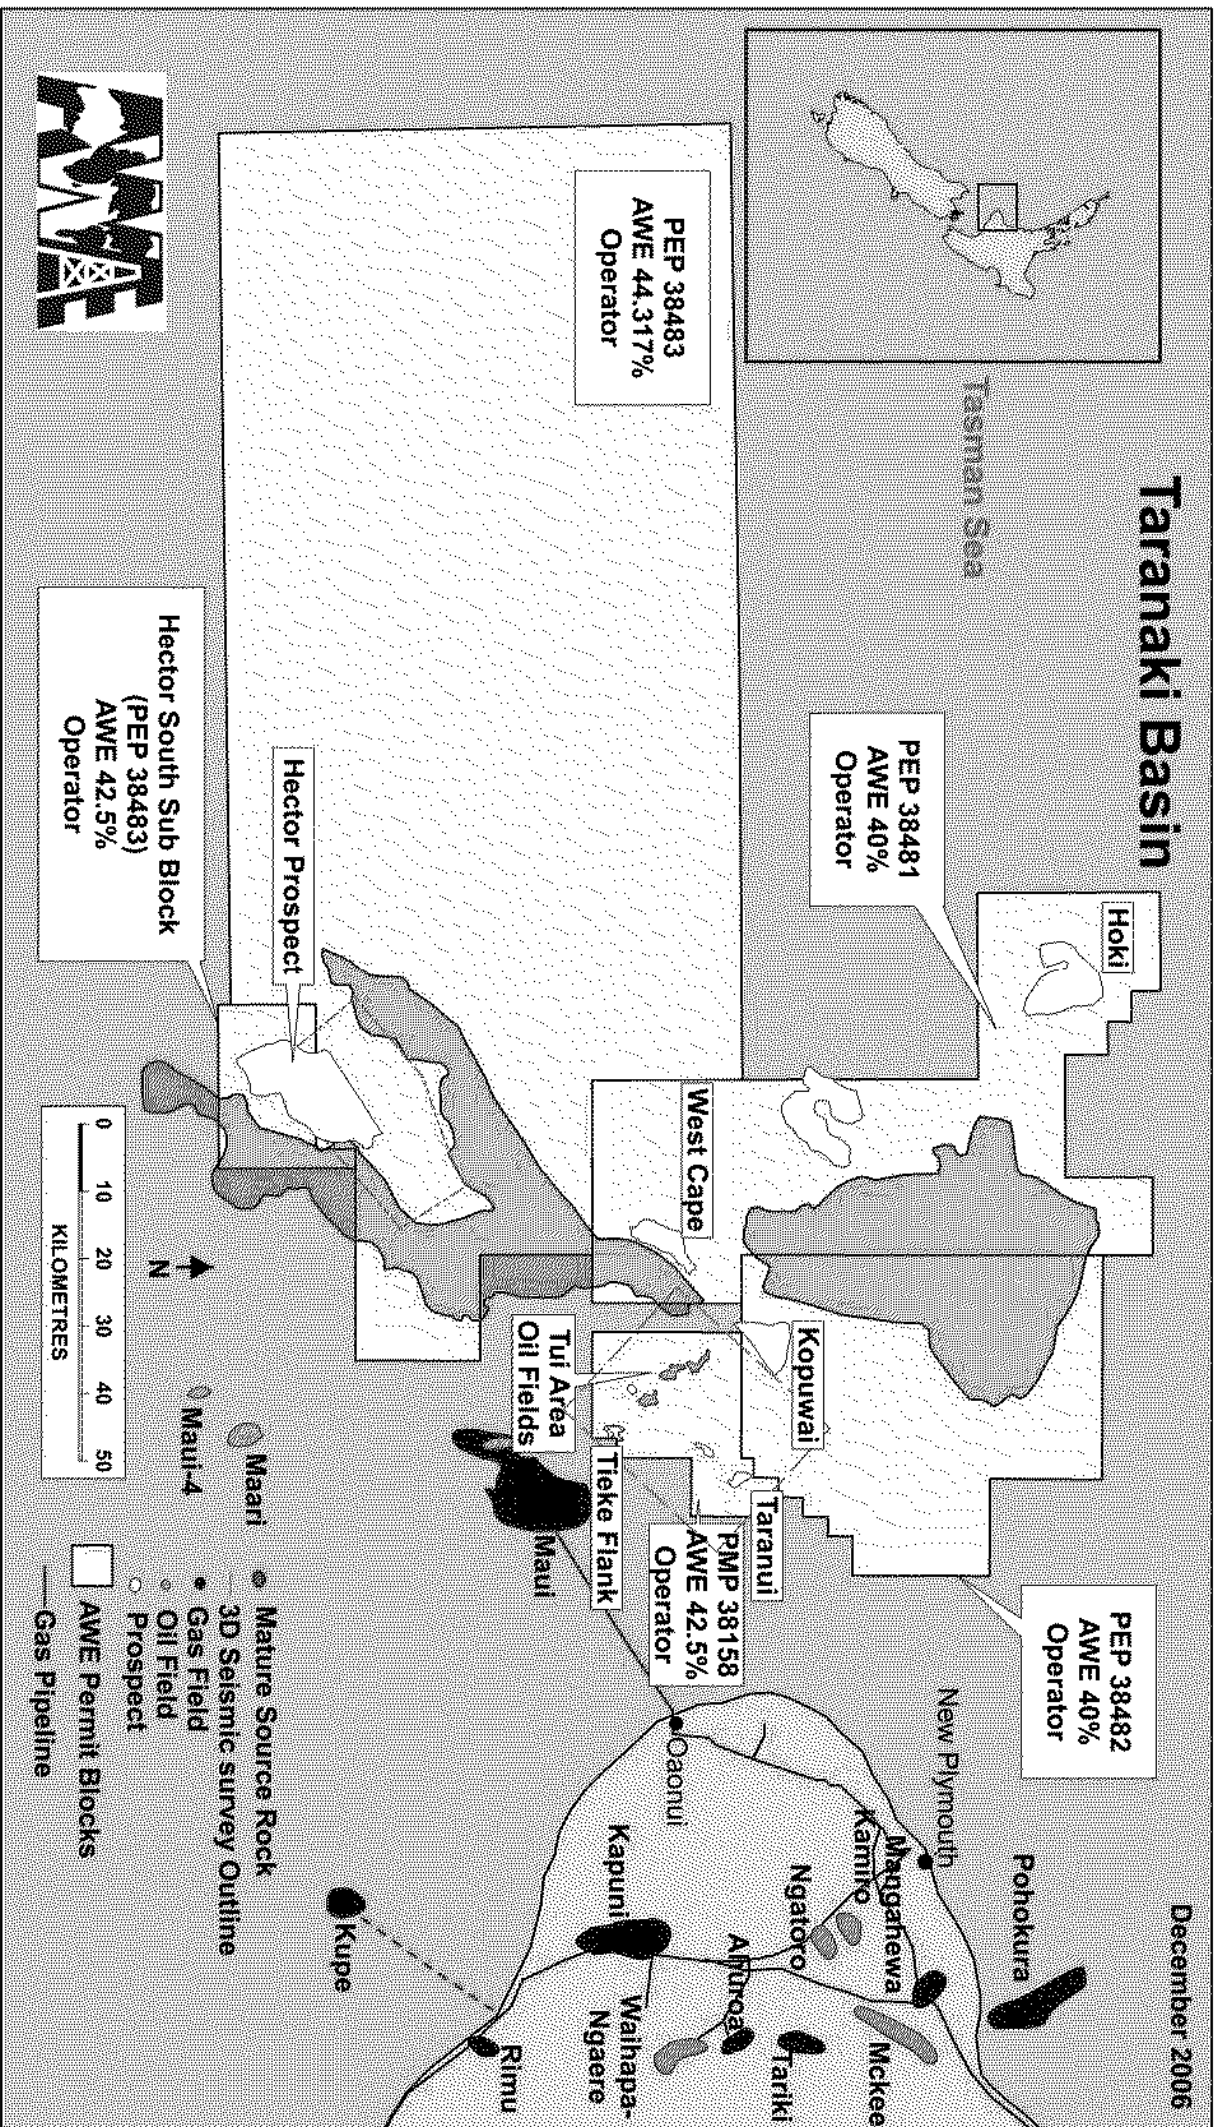 Taranaki Basin
December 2006
Tasman Sea
PEP 38483
AWE 44.317%
Operator
PEP 38481
AWE 40%
Operator
PEP 38482
AWE 40%
Operator
Hoki
West Cape
Kopuwai
Taranui
PMP 38158
AWE 42.5%
Operator
Tieke Flank
Tui Area
Oil Fields
Hector Prospect
Hector South Sub Block
(PEP 38483)
AWE 42.5%
Operator
Maui
Maari
Maui-4
New Plymouth
Oaonui
Pohokura
Mangahewa
Kamiro
Ngatoro
Mckee
Tariki
Ahuroa
Kapuni
Waihapa-
Ngaere
Rimu
Kupe
0 10 20 30 40 50
KILOMETRES
N
Mature Source Rock
3D Seismic survey Outline
Gas Field
Oil Field
Prospect
AWE Permit Blocks
Gas Pipeline
AWE